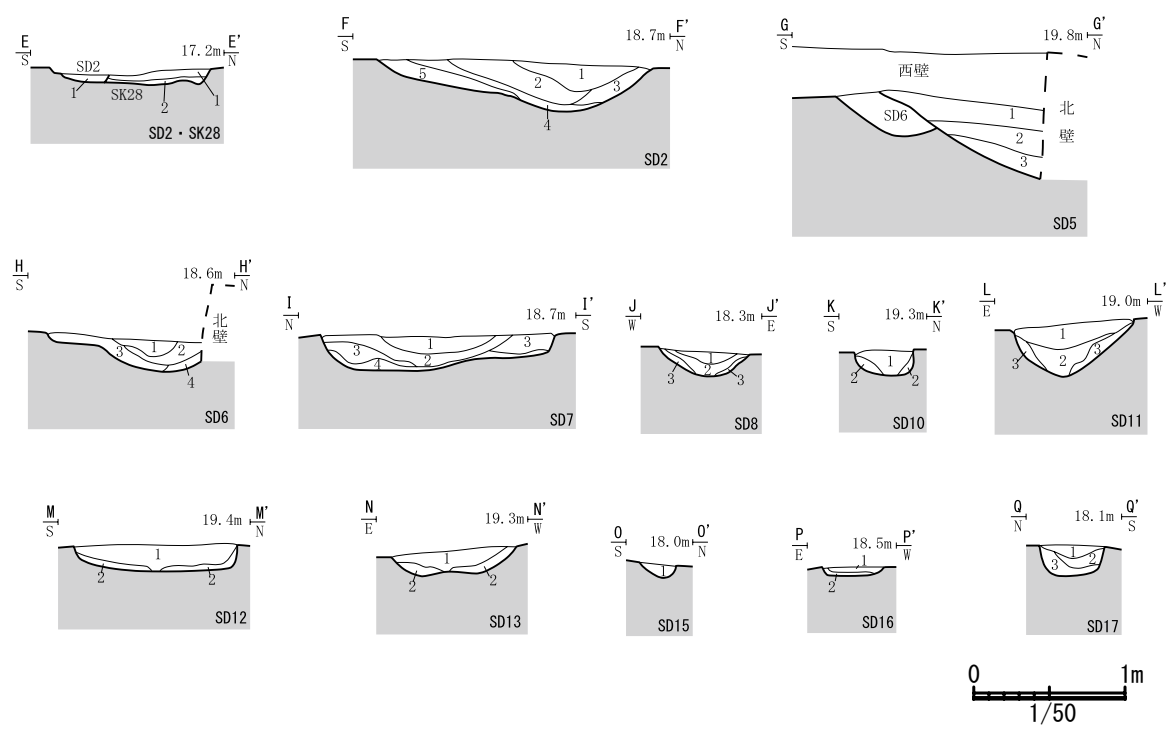 E
S
17.2m
E'
N
SD2
1
SK28
2
1
SD2・SK28
F
S
18.7m
F'
N
5
2
1
3
4
SD2
G
S
19.8m
G'
N
西壁
北壁
SD6
1
2
3
SD5
H
S
18.6m
H'
N
北壁
3
1
2
4
SD6
I
N
18.7m
I'
S
3
1
3
4
2
SD7
J
W
18.3m
J'
E
1
2
3
3
SD8
K
S
19.3m
K'
N
1
2
2
SD10
L
E
19.0m
L'
W
1
2
3
3
SD11
M
S
19.4m
M'
N
1
2
2
SD12
N
E
19.3m
N'
W
1
2
2
SD13
O
S
18.0m
O'
N
1
SD15
P
E
18.5m
P'
W
1
2
SD16
Q
N
18.1m
Q'
S
1
2
3
SD17
0
1m
1/50